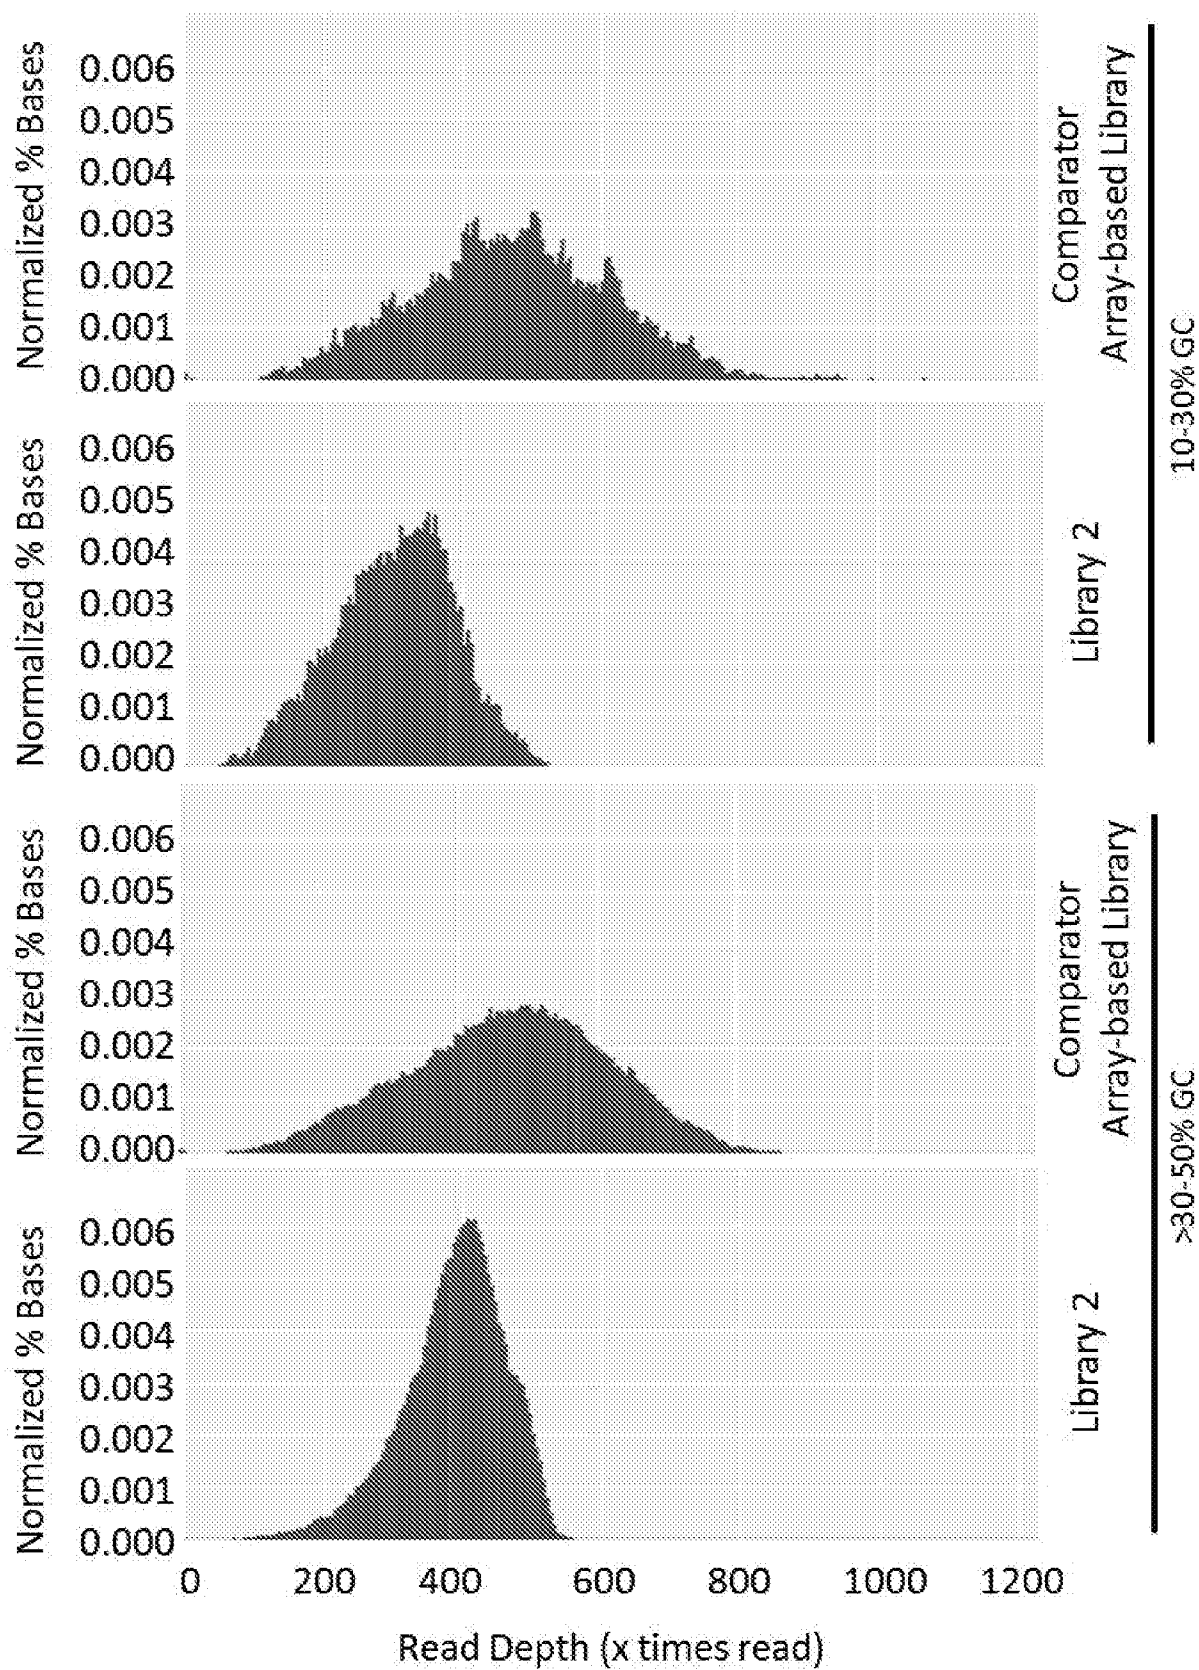 Normalized % Bases
0.006
0.005
0.004
0.003
0.002
0.001
0.000
Comparator
Array-based Library
Normalized % Bases
0.006
0.005
0.004
0.003
0.002
0.001
0.000
Library 2
10-30% GC
Normalized % Bases
0.006
0.005
0.004
0.003
0.002
0.001
0.000
Comparator
Array-based Library
Normalized % Bases
0.006
0.005
0.004
0.003
0.002
0.001
0.000
Library 2
>30-50% GC
0 200 400 600 800 1000 1200
Read Depth (x times read)